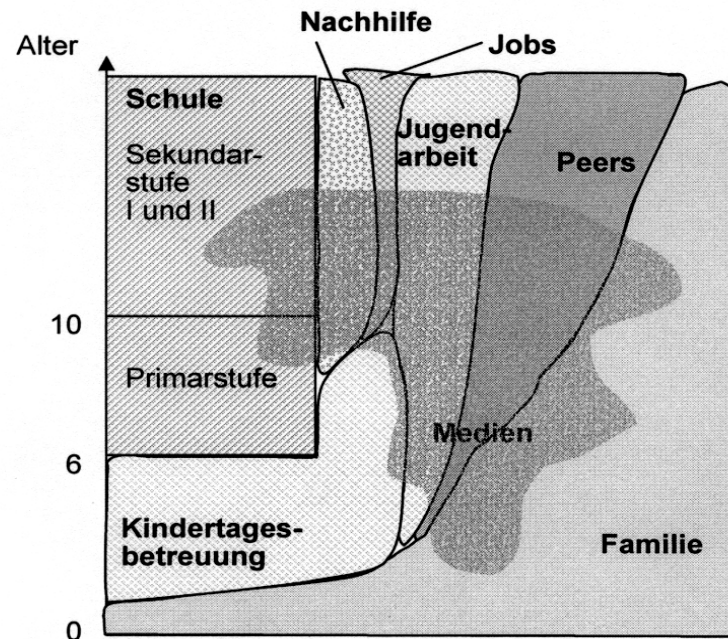 Nachhilfe
Alter
Jobs
Schule
Sekundar-
stufe
I und II
Jugend-
arbeit
Peers
10
Primarstufe
Medien
6
Kindertages-
betreuung
Familie
0